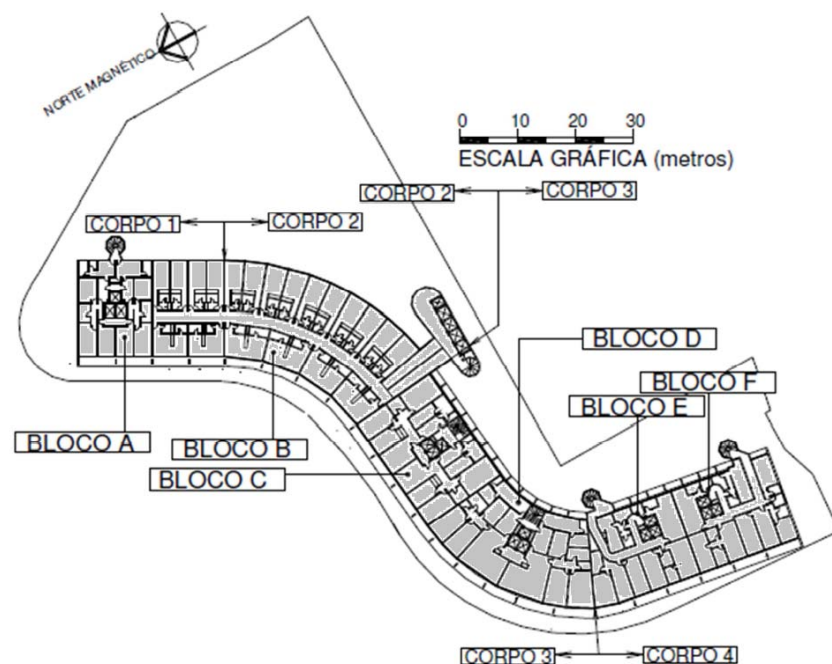 NORTE MAGNÉTICO
0 10 20 30
ESCALA GRÁFICA (metros)
CORPO 2 CORPO 3
CORPO 1 CORPO 2
BLOCO D
BLOCO F
BLOCO E
BLOCO A
BLOCO B
BLOCO C
CORPO 3 CORPO 4